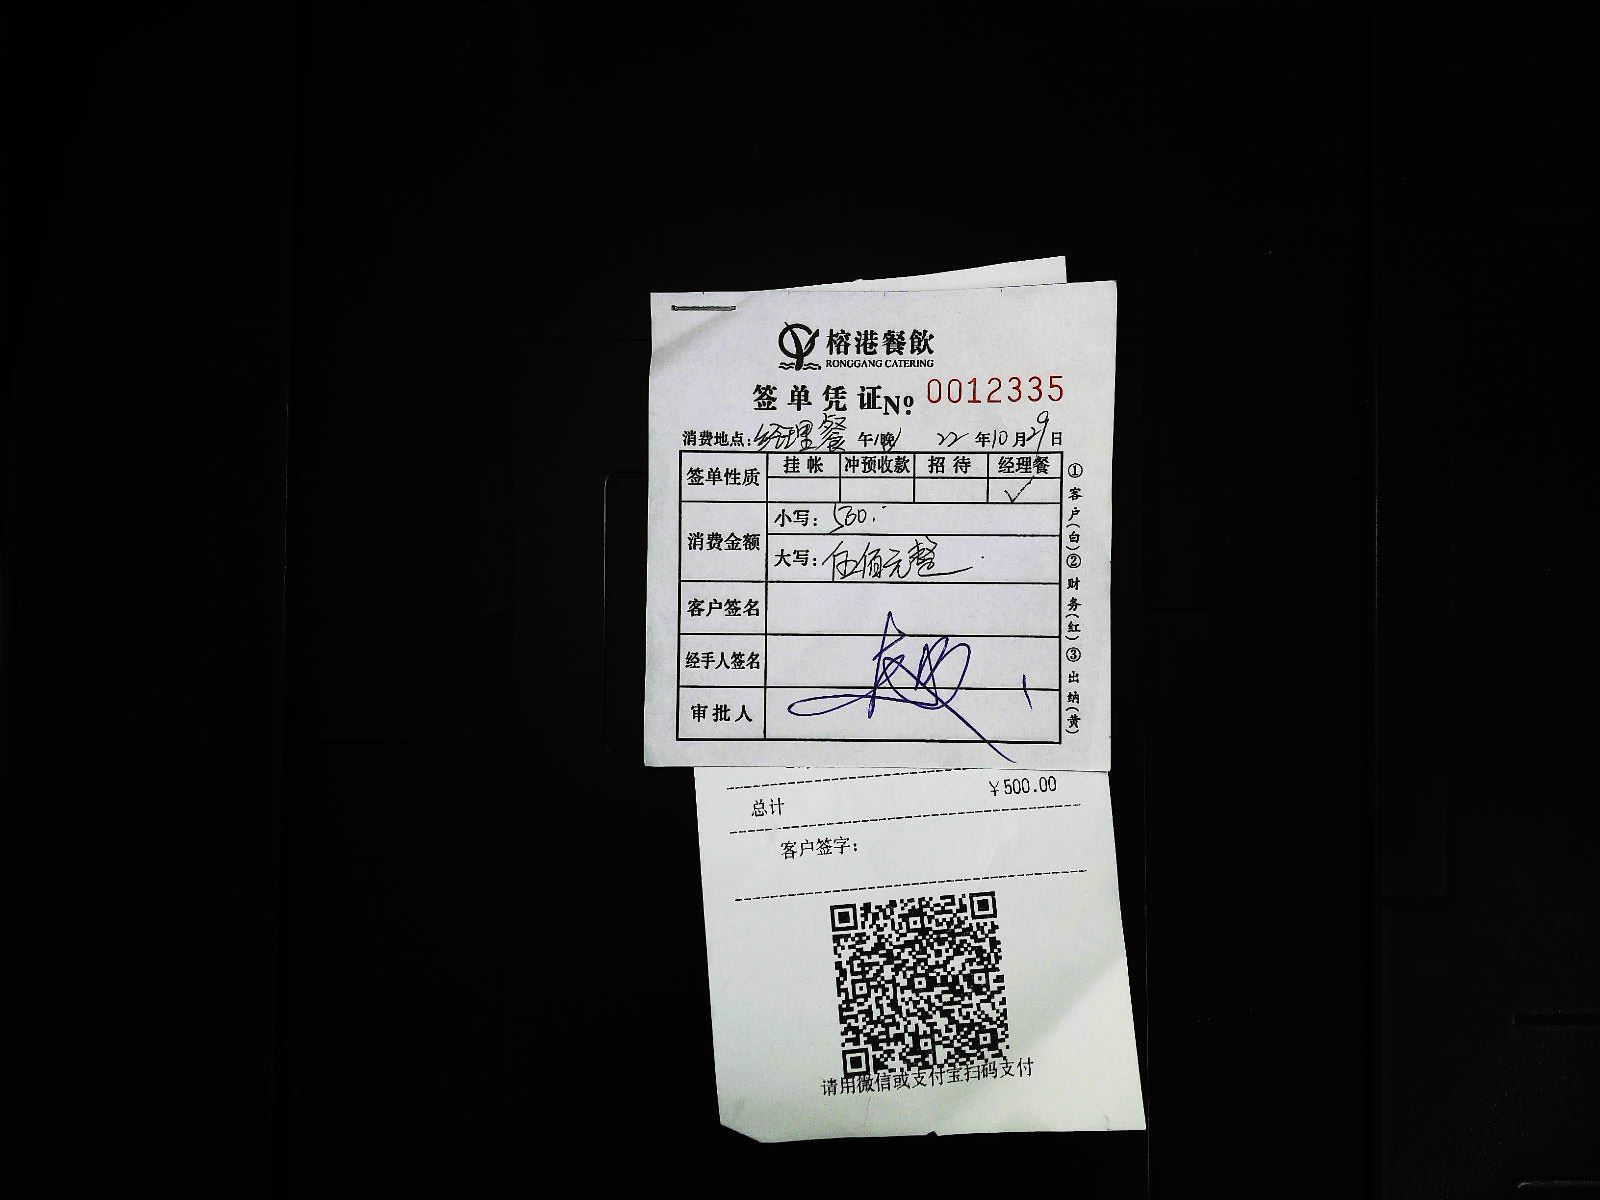 榕港餐飲
RONGGANG CATERING
签单凭证 Nº 0012335
消费地点:经理餐 午/晚 22年10月29日
签单性质 挂帐 冲预收款 招待 经理餐
✓
消费金额 小写: 500.-
大写: 伍佰元整
客户签名
经手人签名
审批人
①客户(白)②财务(红)③出纳(黄)
¥500.00
总计
客户签字:
请用微信或支付宝扫码支付